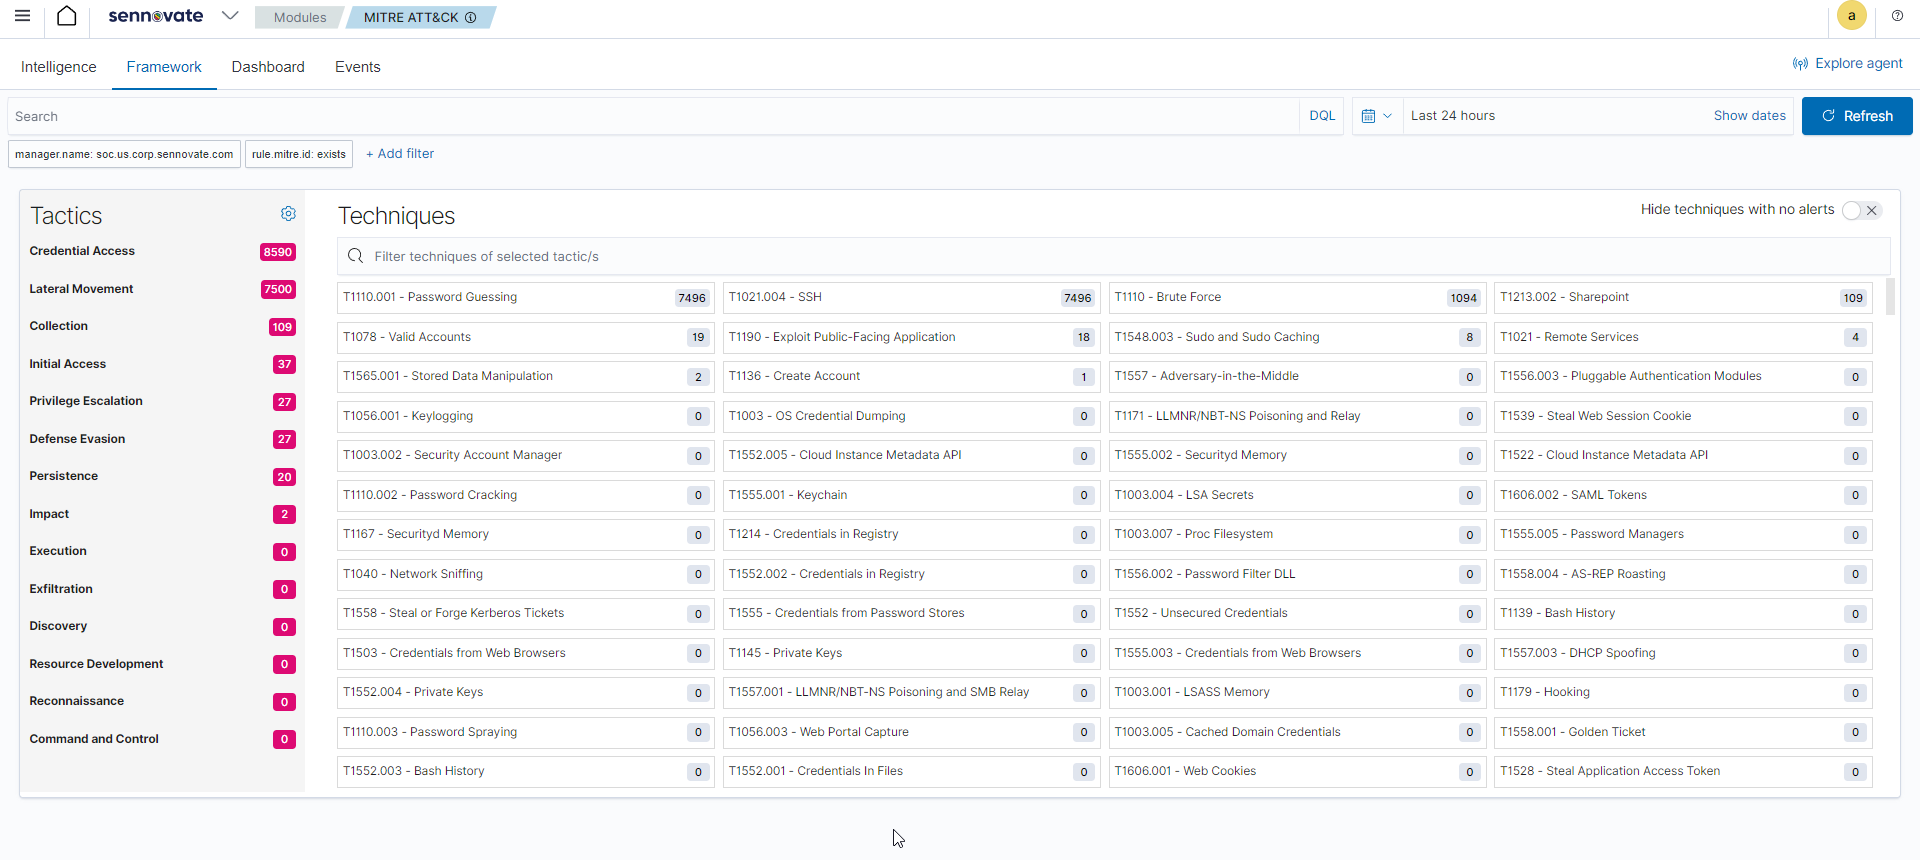 sennovate
Modules
MITRE ATT&CK
a
Intelligence
Framework
Dashboard
Events
Explore agent
Search
DQL
Last 24 hours
Show dates
Refresh
manager.name: soc.us.corp.sennovate.com
rule.mitre.id: exists
+ Add filter
Tactics
Credential Access 8590
Lateral Movement 7500
Collection 109
Initial Access 37
Privilege Escalation 27
Defense Evasion 27
Persistence 20
Impact 2
Execution 0
Exfiltration 0
Discovery 0
Resource Development 0
Reconnaissance 0
Command and Control 0
Techniques
Hide techniques with no alerts
Filter techniques of selected tactic/s
T1110.001 - Password Guessing 7496
T1021.004 - SSH 7496
T1110 - Brute Force 1094
T1213.002 - Sharepoint 109
T1078 - Valid Accounts 19
T1190 - Exploit Public-Facing Application 18
T1548.003 - Sudo and Sudo Caching 8
T1021 - Remote Services 4
T1565.001 - Stored Data Manipulation 2
T1136 - Create Account 1
T1557 - Adversary-in-the-Middle 0
T1556.003 - Pluggable Authentication Modules 0
T1056.001 - Keylogging 0
T1003 - OS Credential Dumping 0
T1171 - LLMNR/NBT-NS Poisoning and Relay 0
T1539 - Steal Web Session Cookie 0
T1003.002 - Security Account Manager 0
T1552.005 - Cloud Instance Metadata API 0
T1555.002 - Securityd Memory 0
T1522 - Cloud Instance Metadata API 0
T1110.002 - Password Cracking 0
T1555.001 - Keychain 0
T1003.004 - LSA Secrets 0
T1606.002 - SAML Tokens 0
T1167 - Securityd Memory 0
T1214 - Credentials in Registry 0
T1003.007 - Proc Filesystem 0
T1555.005 - Password Managers 0
T1040 - Network Sniffing 0
T1552.002 - Credentials in Registry 0
T1556.002 - Password Filter DLL 0
T1558.004 - AS-REP Roasting 0
T1558 - Steal or Forge Kerberos Tickets 0
T1555 - Credentials from Password Stores 0
T1552 - Unsecured Credentials 0
T1139 - Bash History 0
T1503 - Credentials from Web Browsers 0
T1145 - Private Keys 0
T1555.003 - Credentials from Web Browsers 0
T1557.003 - DHCP Spoofing 0
T1552.004 - Private Keys 0
T1557.001 - LLMNR/NBT-NS Poisoning and SMB Relay 0
T1003.001 - LSASS Memory 0
T1179 - Hooking 0
T1110.003 - Password Spraying 0
T1056.003 - Web Portal Capture 0
T1003.005 - Cached Domain Credentials 0
T1558.001 - Golden Ticket 0
T1552.003 - Bash History 0
T1552.001 - Credentials In Files 0
T1606.001 - Web Cookies 0
T1528 - Steal Application Access Token 0